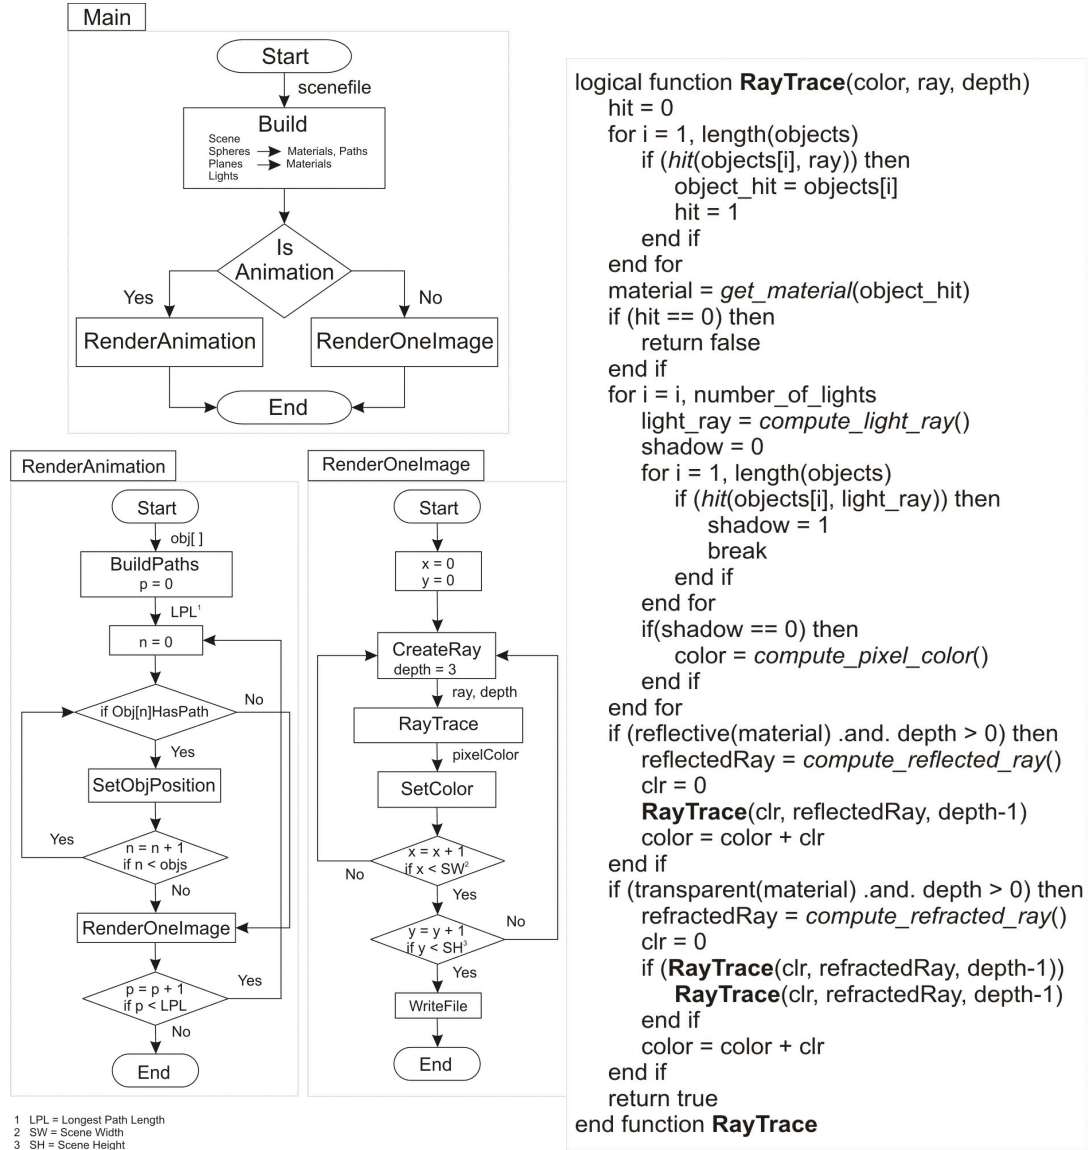 Main
Start
scenefile
Build
Scene
Spheres Materials, Paths
Planes Materials
Lights
Is
Animation
Yes
No
RenderAnimation
RenderOneImage
End
RenderAnimation
Start
obj[ ]
BuildPaths
p = 0
LPL¹
n = 0
if Obj[n]HasPath
No
Yes
SetObjPosition
Yes
n = n + 1
if n < objs
No
RenderOneImage
Yes
p = p + 1
if p < LPL
No
End
RenderOneImage
Start
x = 0
y = 0
CreateRay
depth = 3
ray, depth
RayTrace
pixelColor
SetColor
x = x + 1
if x < SW²
No
Yes
No
y = y + 1
if y < SH³
Yes
WriteFile
End
1 LPL = Longest Path Length
2 SW = Scene Width
3 SH = Scene Height
logical function RayTrace(color, ray, depth)
hit = 0
for i = 1, length(objects)
if (hit(objects[i], ray)) then
object_hit = objects[i]
hit = 1
end if
end for
material = get_material(object_hit)
if (hit == 0) then
return false
end if
for i = i, number_of_lights
light_ray = compute_light_ray()
shadow = 0
for i = 1, length(objects)
if (hit(objects[i], light_ray)) then
shadow = 1
break
end if
end for
if(shadow == 0) then
color = compute_pixel_color()
end if
end for
if (reflective(material) .and. depth > 0) then
reflectedRay = compute_reflected_ray()
clr = 0
RayTrace(clr, reflectedRay, depth-1)
color = color + clr
end if
if (transparent(material) .and. depth > 0) then
refractedRay = compute_refracted_ray()
clr = 0
if (RayTrace(clr, refractedRay, depth-1))
RayTrace(clr, refractedRay, depth-1)
end if
color = color + clr
end if
return true
end function RayTrace